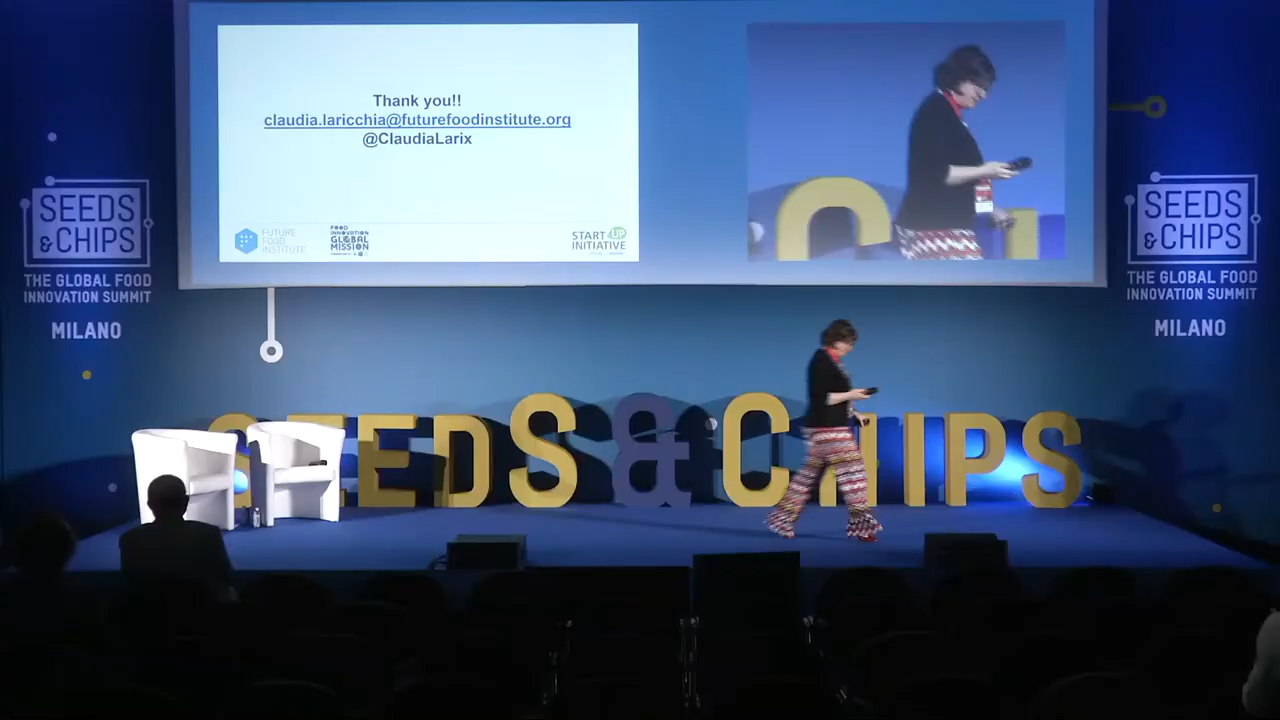 Thank you!!
claudia.laricchia@futurefoodinstitute.org
@ClaudiaLarix
FUTURE
FOOD
INSTITUTE
FOOD
INNOVATION
GLOBAL
MISSION
START UP
INITIATIVE
SEEDS
& CHIPS
THE GLOBAL FOOD
INNOVATION SUMMIT
MILANO
SEEDS
& CHIPS
THE GLOBAL FOOD
INNOVATION SUMMIT
MILANO
SEEDS & CHIPS